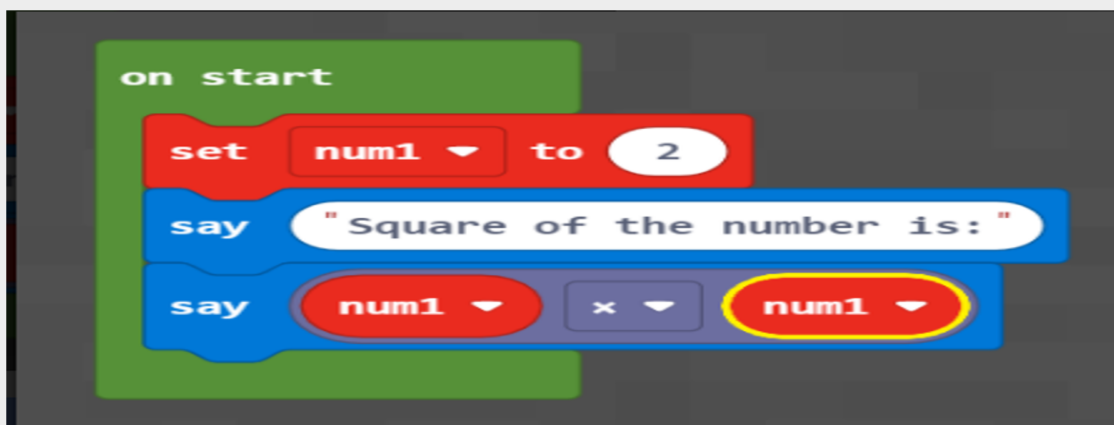 on start
set num1 to 2
say "Square of the number is:"
say num1 × num1